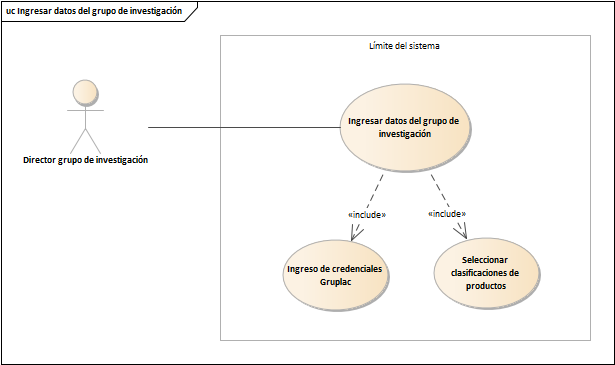 uc Ingresar datos del grupo de investigación
Límite del sistema
Ingresar datos del grupo de
investigación
Director grupo de investigación
«include»
«include»
Ingreso de credenciales
Gruplac
Seleccionar
clasificaciones de
productos